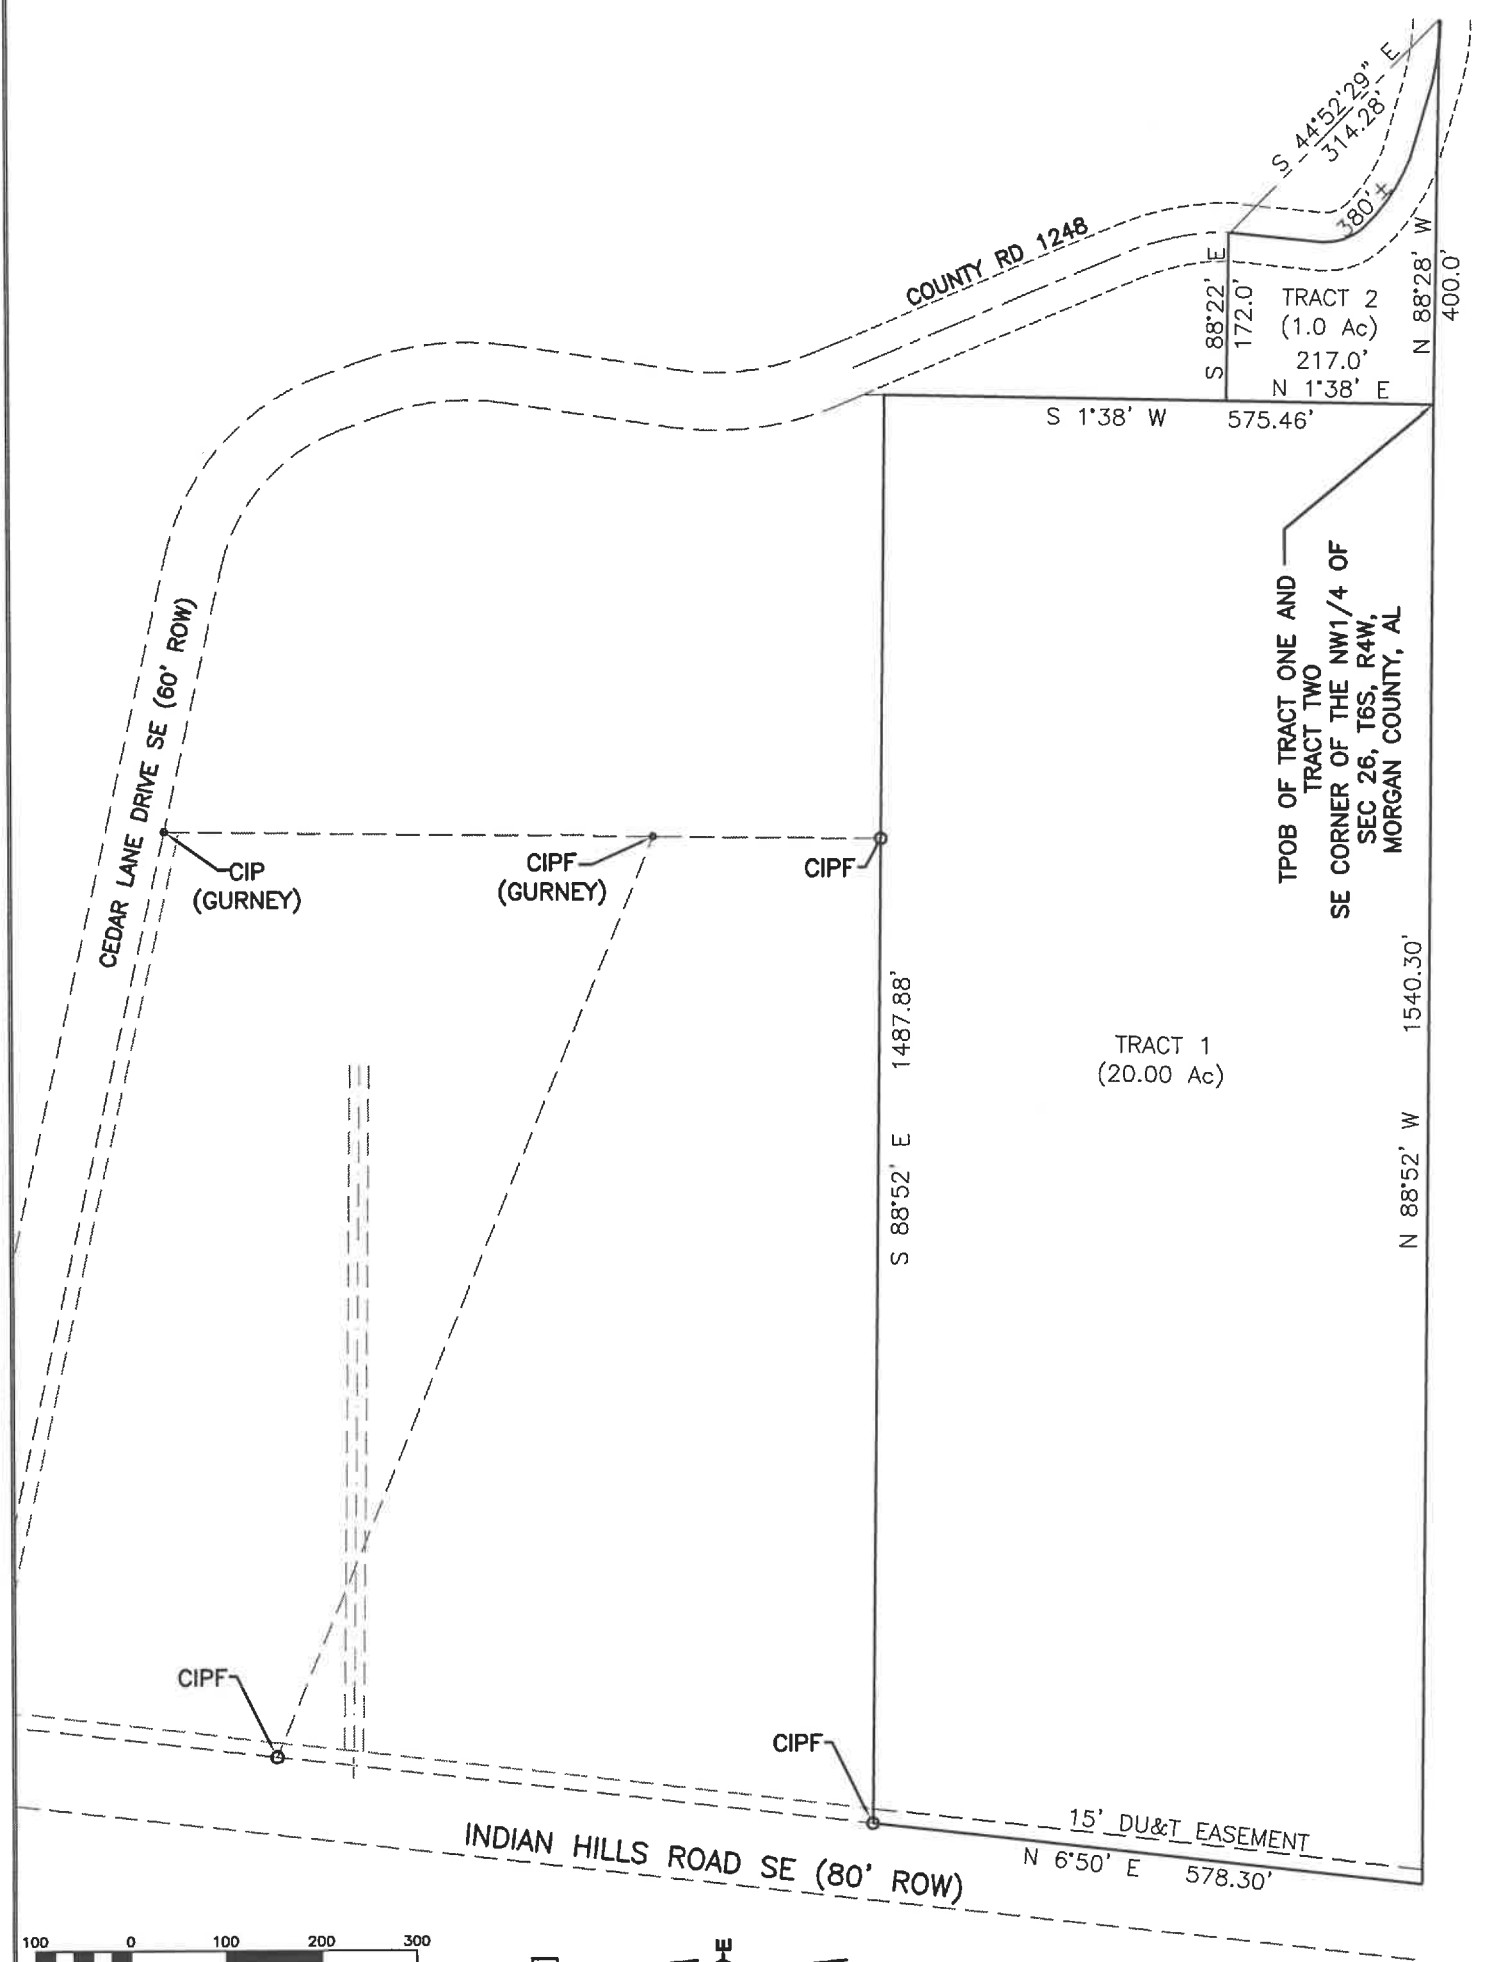 S 44°52'29" E
314.28'
380' ±
COUNTY RD 1248
S 88°22' E
172.0'
TRACT 2
(1.0 Ac)
217.0'
N 1°38' E
N 88°28' W
400.0'
S 1°38' W 575.46'
TPOB OF TRACT ONE AND
TRACT TWO
SE CORNER OF THE NW1/4 OF
SEC 26, T6S, R4W,
MORGAN COUNTY, AL
CEDAR LANE DRIVE SE (60' ROW)
CIP
(GURNEY)
CIPF
(GURNEY)
CIPF
S 88°52' E 1487.88'
TRACT 1
(20.00 Ac)
N 88°52' W 1540.30'
CIPF
CIPF
15' DU&T EASEMENT
N 6°50' E 578.30'
INDIAN HILLS ROAD SE (80' ROW)
100 0 100 200 300
E